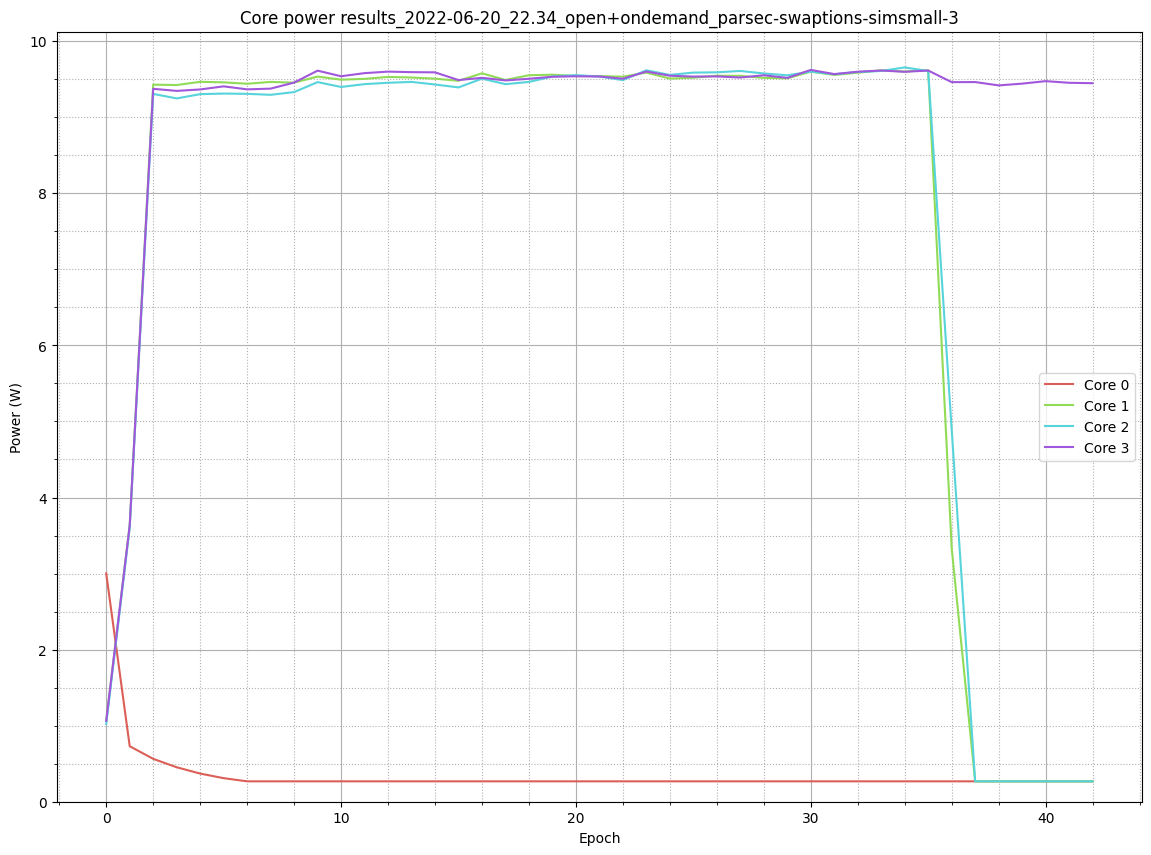 Core power results_2022-06-20_22.34_open+ondemand_parsec-swaptions-simsmall-3
10
8
6
4
2
0
Power (W)
Core 0
Core 1
Core 2
Core 3
0 10 20 30 40
Epoch